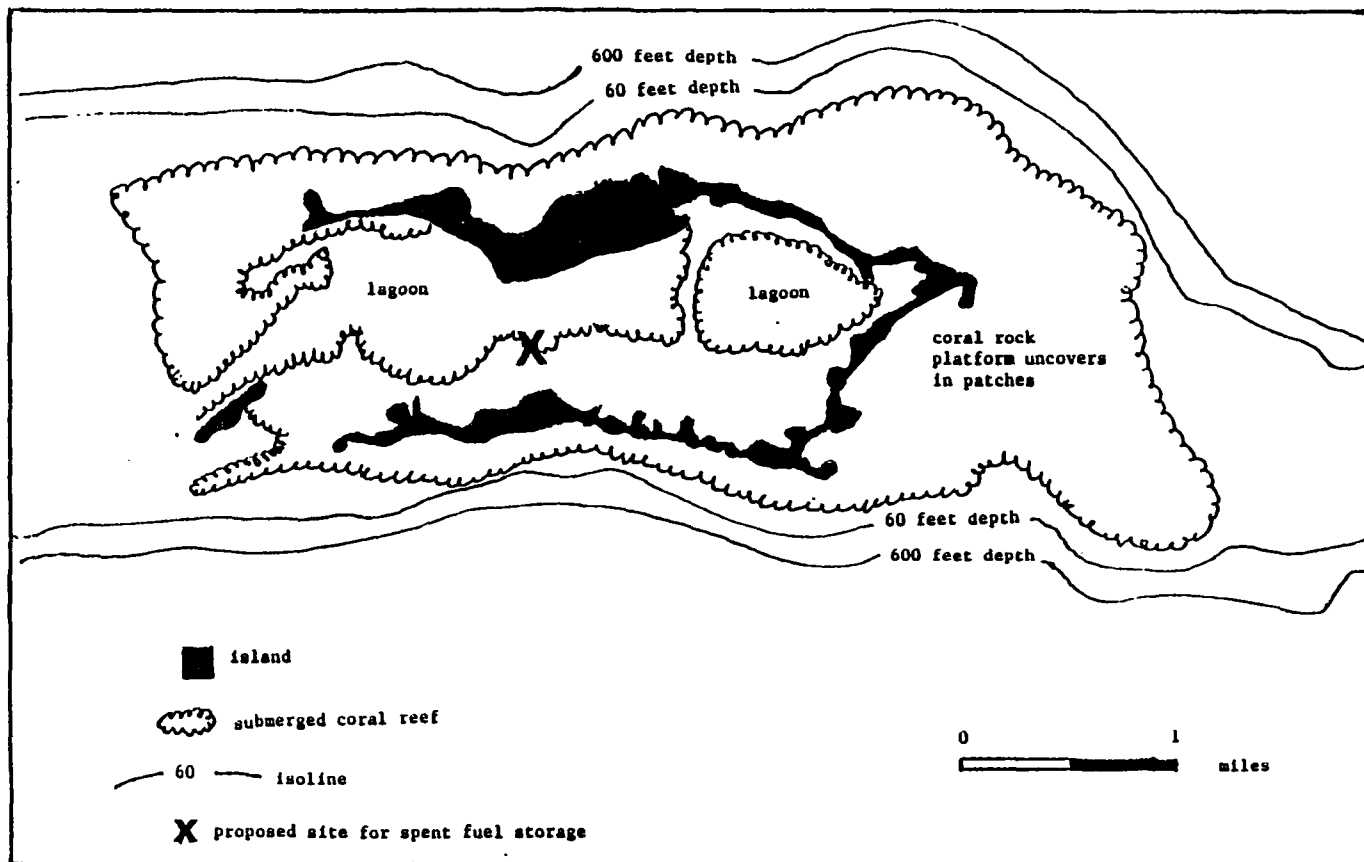 600 feet depth
60 feet depth
lagoon
lagoon
coral rock
platform uncovers
in patches
60 feet depth
600 feet depth
island
submerged coral reef
60 isoline
X proposed site for spent fuel storage
0 1
miles